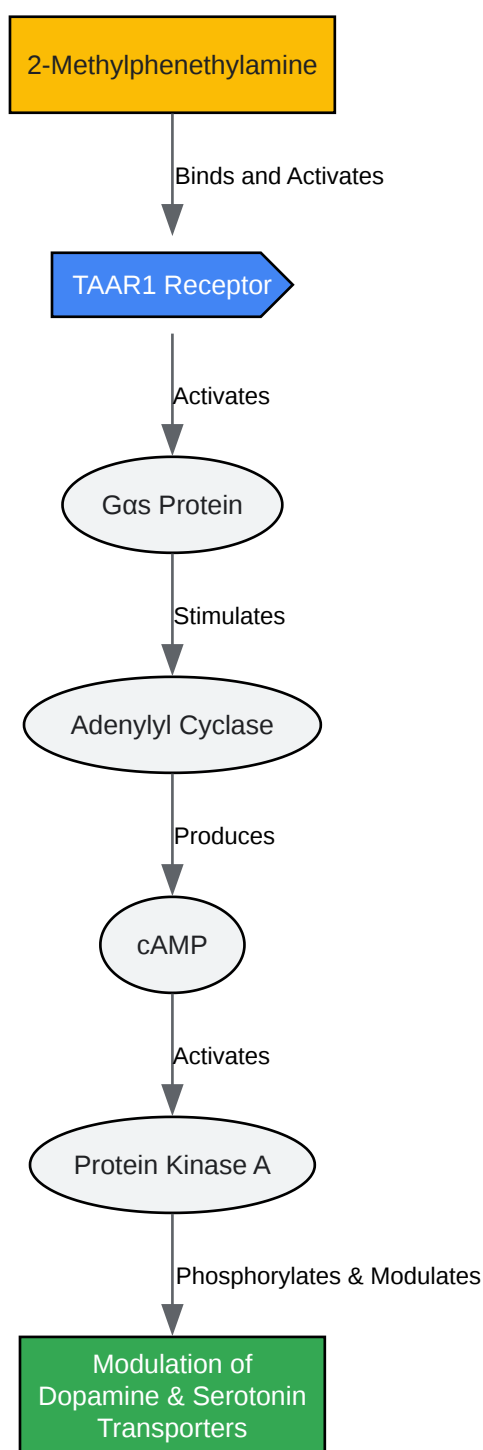 2-Methylphenethylamine
Binds and Activates
TAAR1 Receptor
Activates
Gαs Protein
Stimulates
Adenylyl Cyclase
Produces
cAMP
Activates
Protein Kinase A
Phosphorylates & Modulates
Modulation of
Dopamine & Serotonin
Transporters